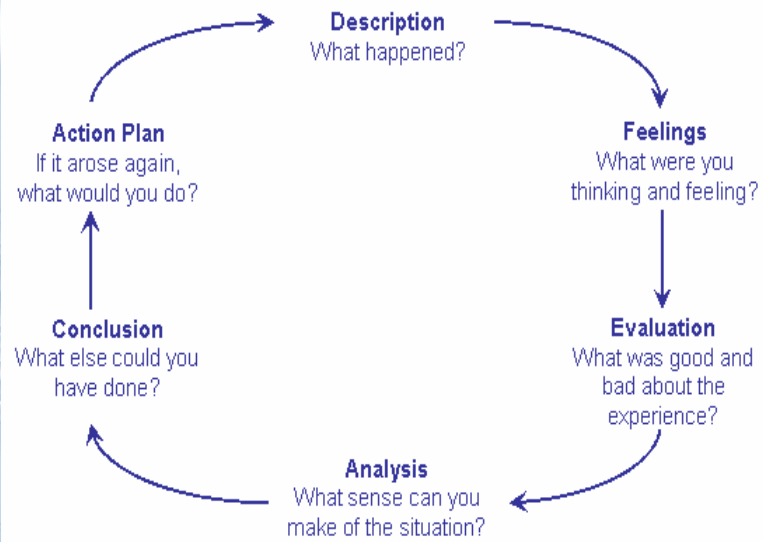 Description
What happened?
Feelings
What were you
thinking and feeling?
Evaluation
What was good and
bad about the
experience?
Analysis
What sense can you
make of the situation?
Conclusion
What else could you
have done?
Action Plan
If it arose again,
what would you do?